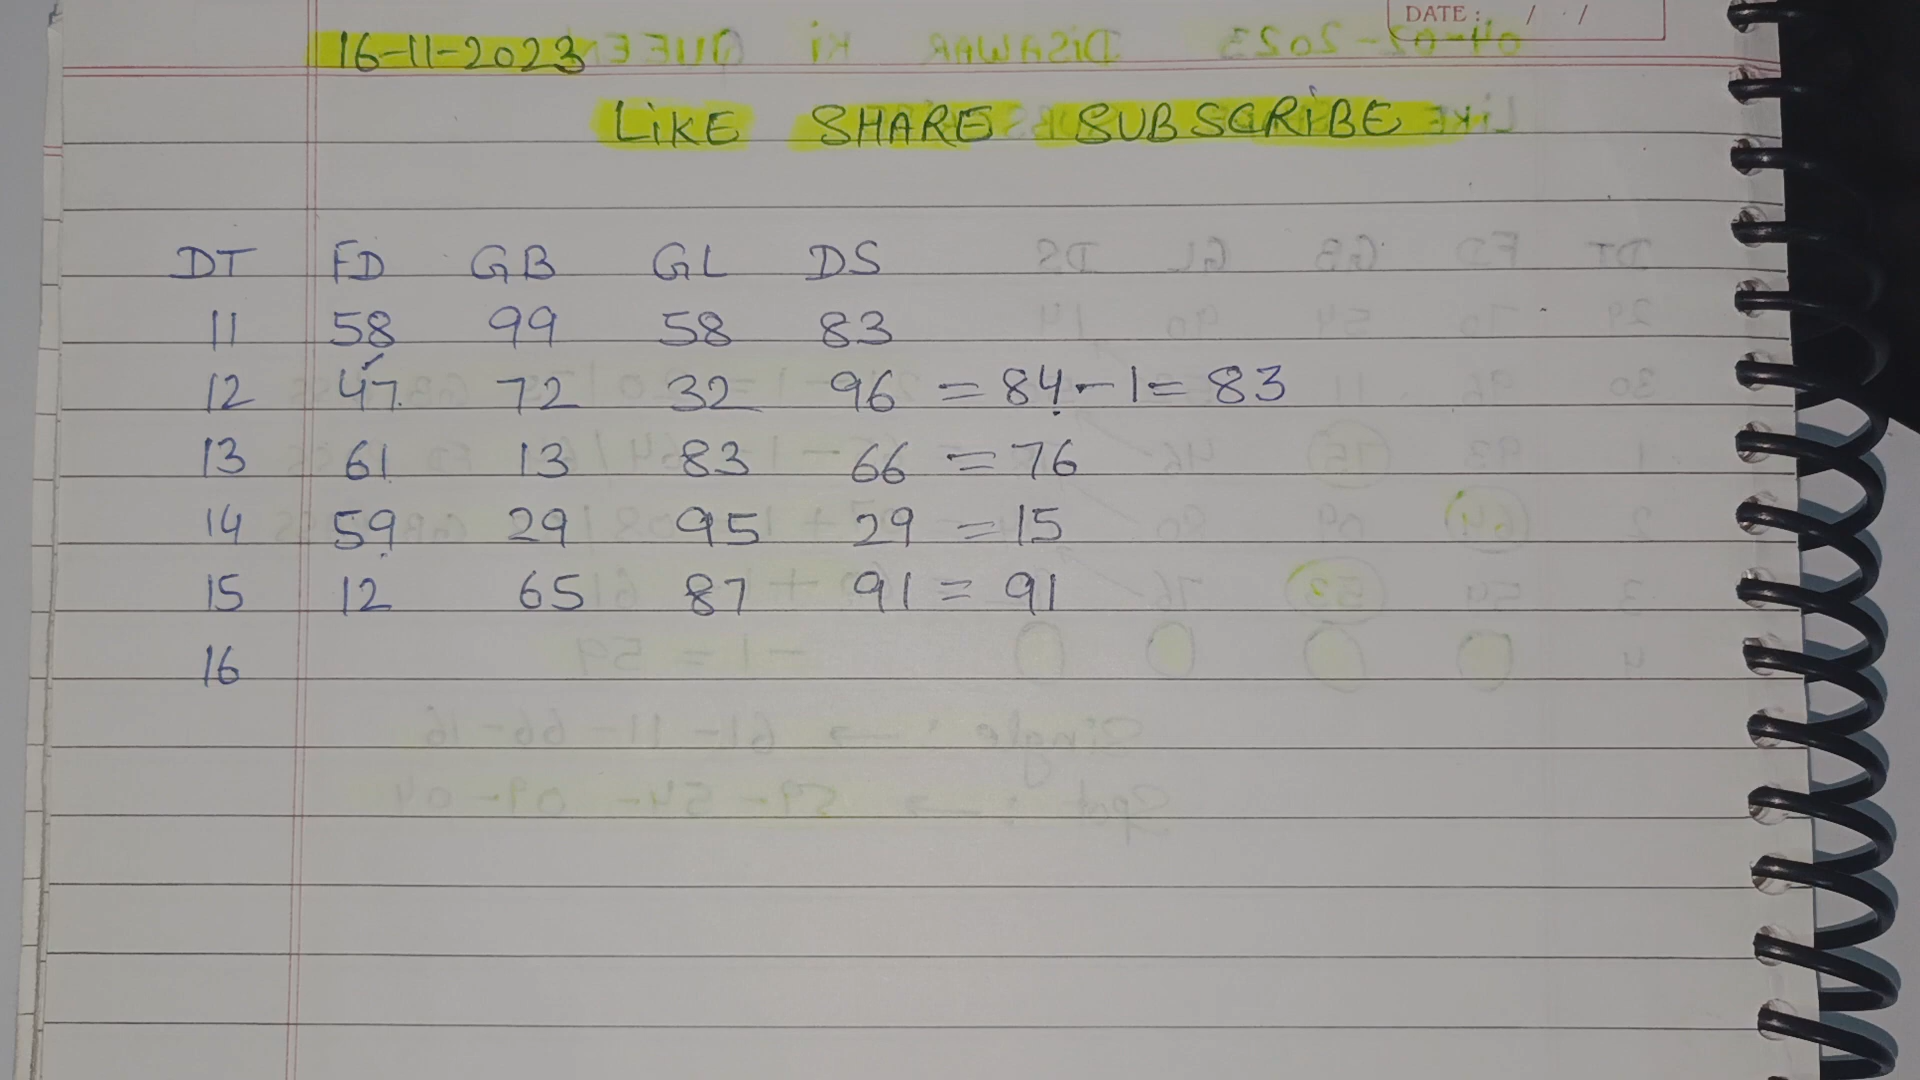 DATE: / /
16-11-2023
LiKE SHARE SUBSCRiBE
DT FD GB GL DS
11 58 99 58 83
12 47 72 32 96 = 84 - 1 = 83
13 61 13 83 66 = 76
14 59 29 95 29 = 15
15 12 65 87 91 = 91
16